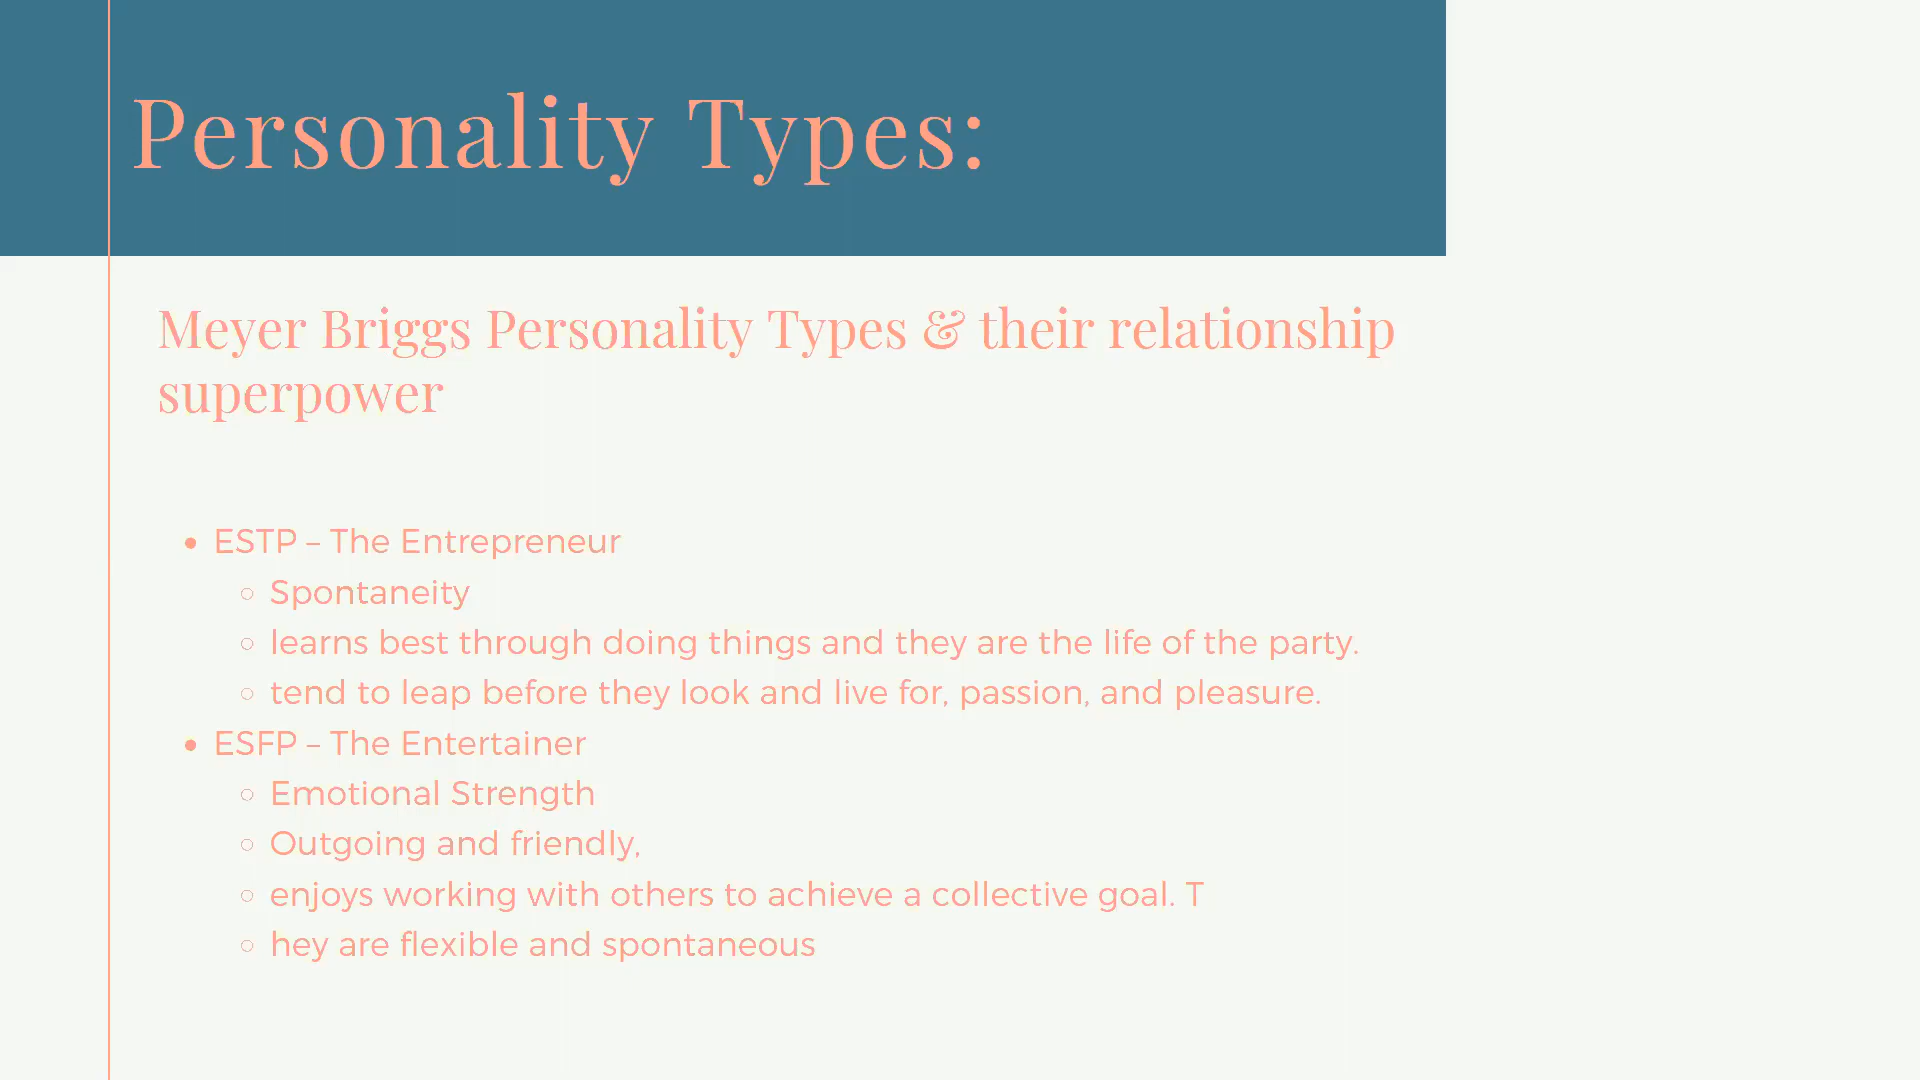 Personality Types:
Meyer Briggs Personality Types & their relationship
superpower
ESTP – The Entrepreneur
Spontaneity
learns best through doing things and they are the life of the party.
tend to leap before they look and live for, passion, and pleasure.
ESFP – The Entertainer
Emotional Strength
Outgoing and friendly,
enjoys working with others to achieve a collective goal. T
hey are flexible and spontaneous